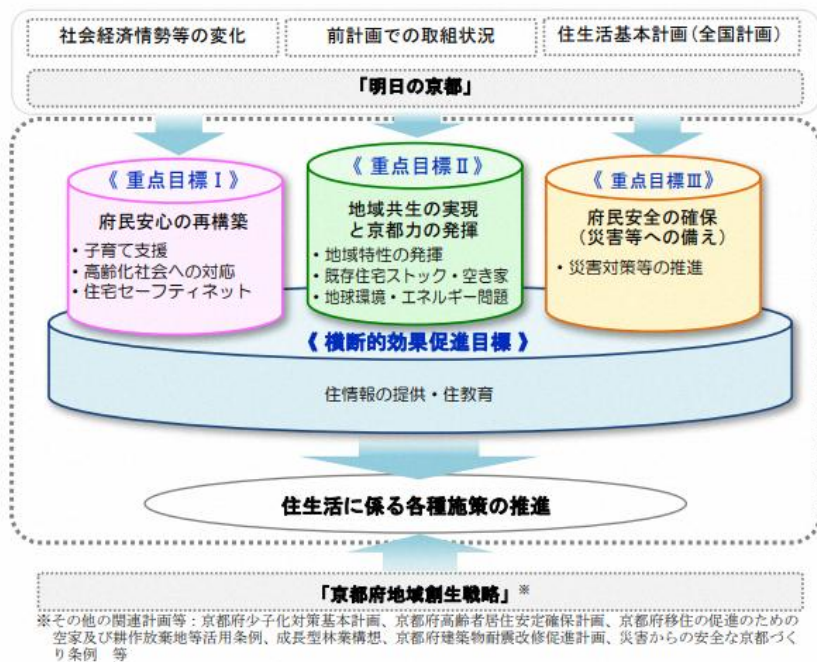 社会経済情勢等の変化
前計画での取組状況
住生活基本計画(全国計画)
「明日の京都」
《 重点目標Ⅰ 》
府民安心の再構築
・子育て支援
・高齢化社会への対応
・住宅セーフティネット
《 重点目標Ⅱ 》
地域共生の実現
と京都力の発揮
・地域特性の発揮
・既存住宅ストック・空き家
・地球環境・エネルギー問題
《 重点目標Ⅲ》
府民安全の確保
(災害等への備え)
・災害対策等の推進
《 横断的効果促進目標 》
住情報の提供・住教育
住生活に係る各種施策の推進
「京都府地域創生戦略」※
※その他の関連計画等:京都府少子化対策基本計画、京都府高齢者居住安定確保計画、京都府移住の促進のための
空家及び耕作放棄地等活用条例、成長型林業構想、京都府建築物耐震改修促進計画、災害からの安全な京都づく
り条例 等